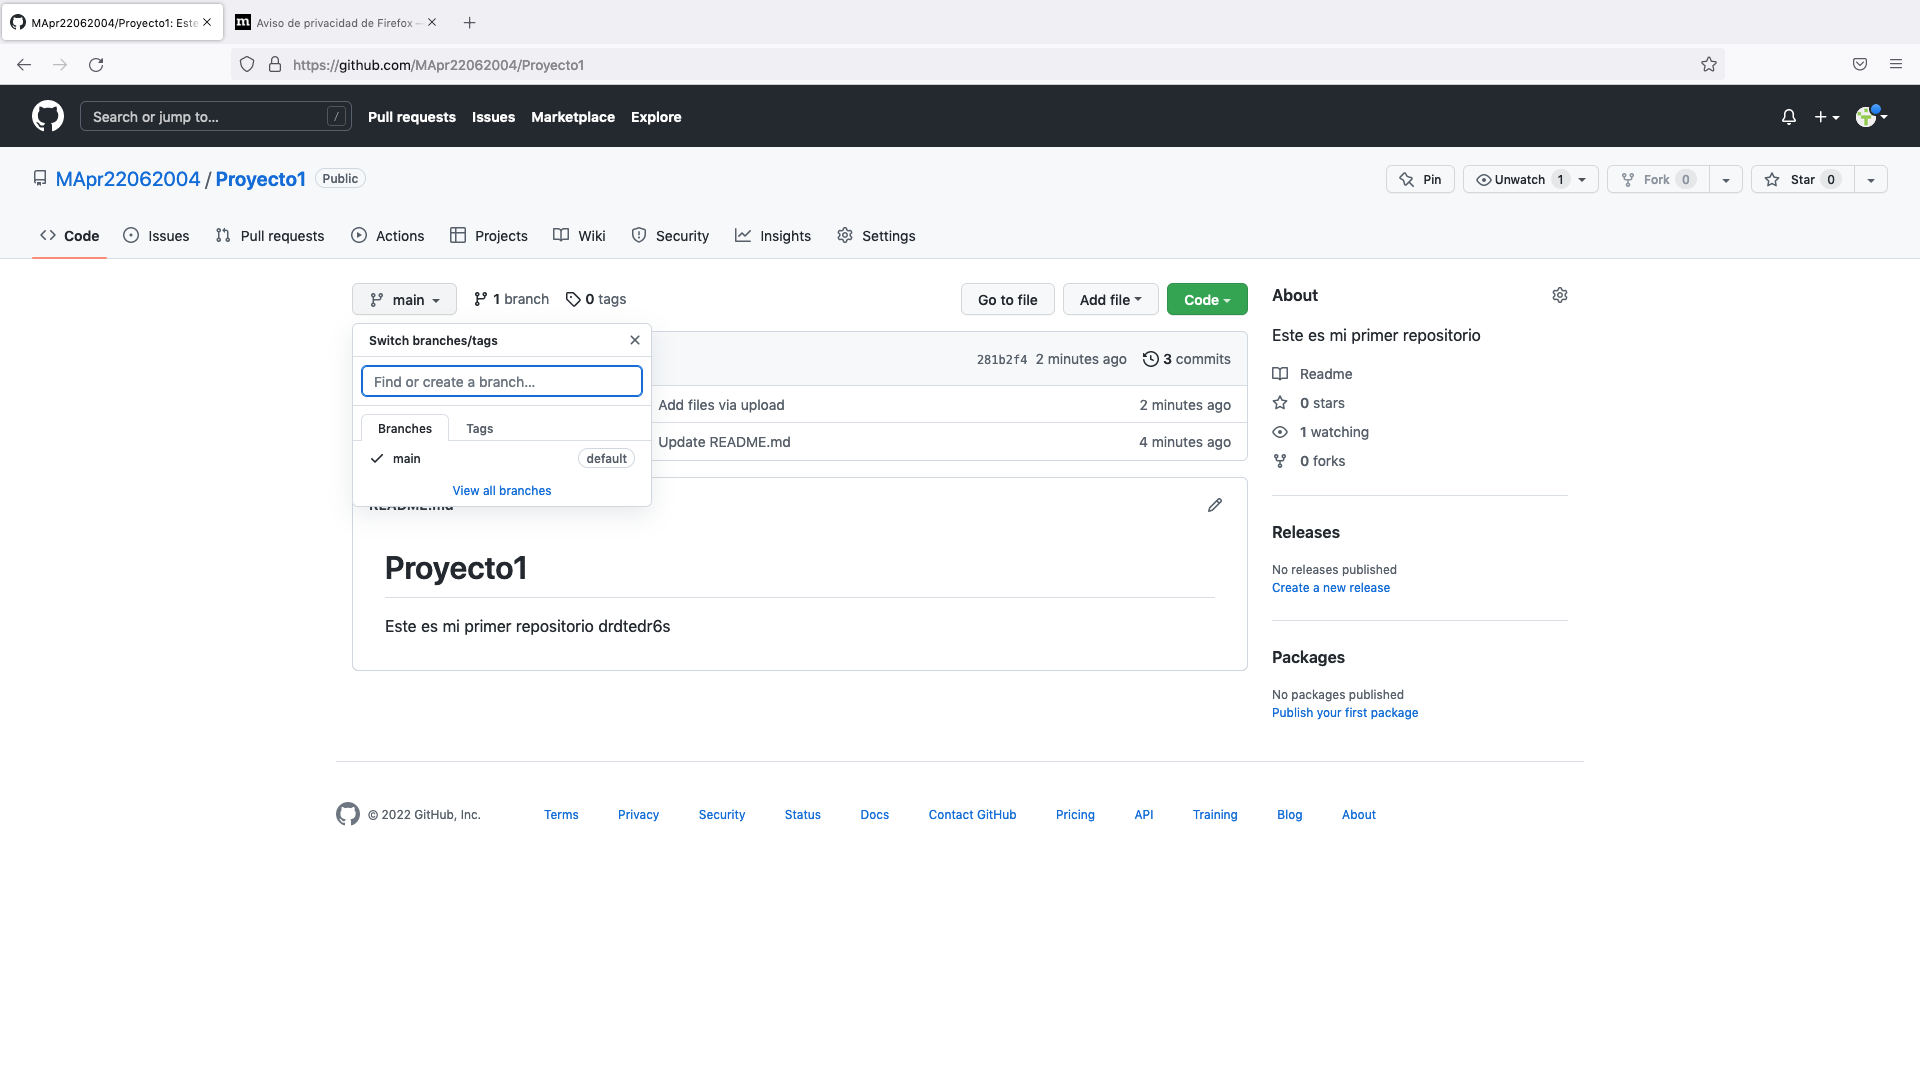 MApr22062004/Proyecto1: Este
Aviso de privacidad de Firefox —
https://github.com/MApr22062004/Proyecto1
Search or jump to...
/
Pull requests
Issues
Marketplace
Explore
MApr22062004 / Proyecto1
Public
Pin
Unwatch 1
Fork 0
Star 0
Code
Issues
Pull requests
Actions
Projects
Wiki
Security
Insights
Settings
main
1 branch
0 tags
Go to file
Add file
Code
Switch branches/tags
Find or create a branch...
Branches
Tags
main
default
View all branches
281b2f4 2 minutes ago
3 commits
Add files via upload
2 minutes ago
Update README.md
4 minutes ago
README.md
Proyecto1
Este es mi primer repositorio drdtedr6s
About
Este es mi primer repositorio
Readme
0 stars
1 watching
0 forks
Releases
No releases published
Create a new release
Packages
No packages published
Publish your first package
© 2022 GitHub, Inc.
Terms
Privacy
Security
Status
Docs
Contact GitHub
Pricing
API
Training
Blog
About